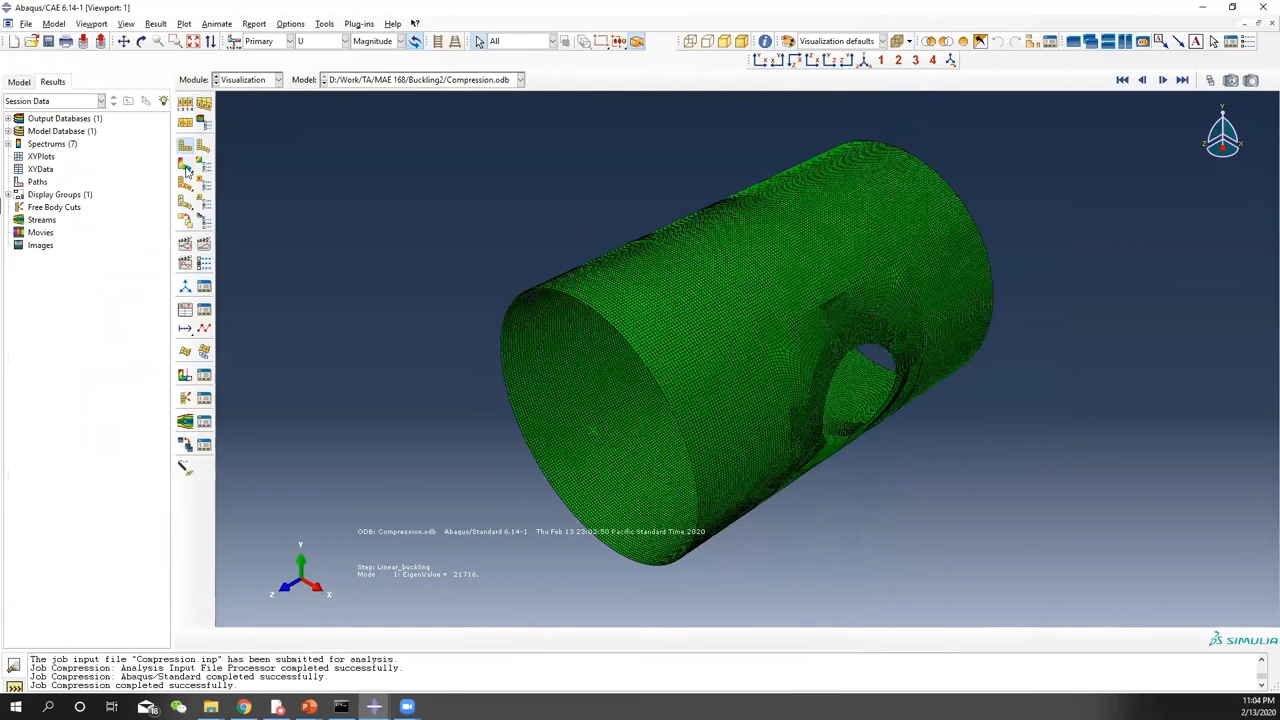 Abaqus/CAE 6.14-1 [Viewport: 1]
File Model Viewport View Result Plot Animate Report Options Tools Plug-ins Help
Primary U Magnitude All Visualization defaults
1 2 3 4
Model Results Module: Visualization Model: D:/Work/TA/MAE 168/Buckling2/Compression.odb
Session Data
Output Databases (1)
Model Database (1)
Spectrums (7)
XYPlots
XYData
Paths
Display Groups (1)
Free Body Cuts
Streams
Movies
Images
Y
Z X
ODB: Compression.odb Abaqus/Standard 6.14-1 Thu Feb 13 23:02:50 Pacific Standard Time 2020
Y
Z X
Step: Linear_buckling
Mode 1: EigenValue = 21716.
SIMULIA
The job input file "Compression.inp" has been submitted for analysis.
Job Compression: Analysis Input File Processor completed successfully.
Job Compression: Abaqus/Standard completed successfully.
Job Compression completed successfully.
>>>
11:04 PM
2/13/2020